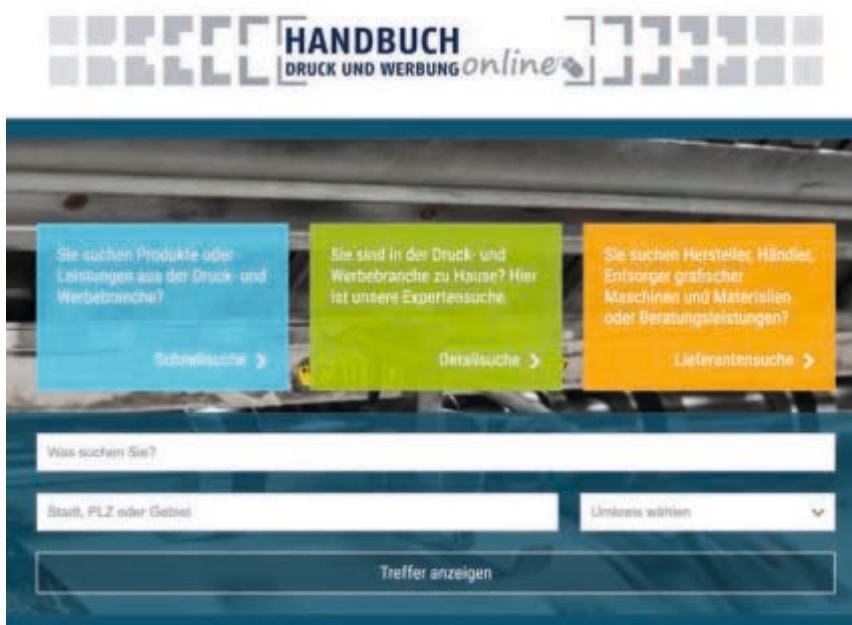 HANDBUCH
DRUCK UND WERBUNG online
Sie suchen Produkte oder
Leistungen aus der Druck- und
Werbebranche?
Schnellsuche
Sie sind in der Druck- und
Werbebranche zu Hause? Hier
ist unsere Expertensuche.
Detailsuche
Sie suchen Hersteller, Händler,
Entsorger grafischer
Maschinen und Materialien
oder Beratungsleistungen?
Lieferantensuche
Was suchen Sie?
Stadt, PLZ oder Gebiet
Umkreis wählen
Treffer anzeigen